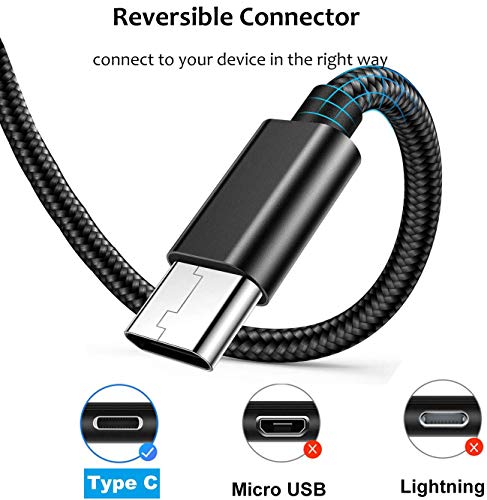 Reversible Connector
connect to your device in the right way
Type C
Micro USB
Lightning